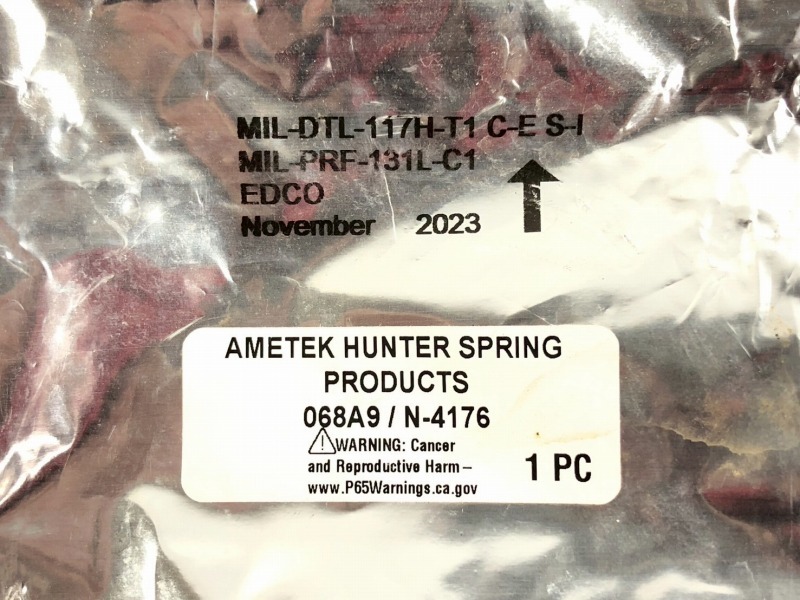 MIL-DTL-117H-T1 C-E S-I
MIL-PRF-131L-C1
EDCO
November 2023
AMETEK HUNTER SPRING
PRODUCTS
068A9 / N-4176
WARNING: Cancer
and Reproductive Harm –
www.P65Warnings.ca.gov
1 PC